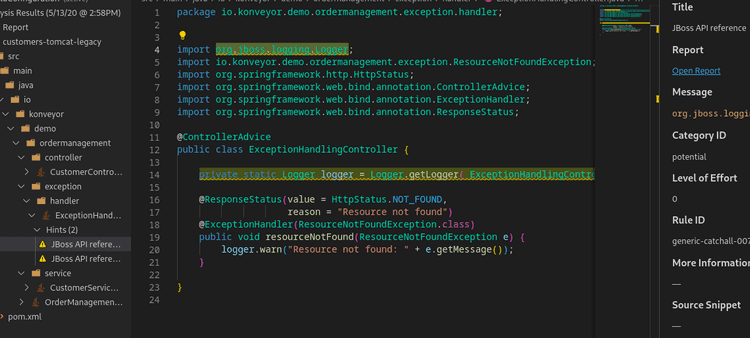 ysis Results (5/13/20 @ 2:58PM)
Report
customers-tomcat-legacy
src
main
java
io
konveyor
demo
ordermanagement
controller
CustomerContro...
exception
handler
ExceptionHand...
Hints (2)
JBoss API refere...
JBoss API refere...
service
CustomerServic...
OrderManagemen...
pom.xml
1 package io.konveyor.demo.ordermanagement.exception.handler;
2
3
4 import org.jboss.logging.Logger;
5 import io.konveyor.demo.ordermanagement.exception.ResourceNotFoundException;
6 import org.springframework.http.HttpStatus;
7 import org.springframework.web.bind.annotation.ControllerAdvice;
8 import org.springframework.web.bind.annotation.ExceptionHandler;
9 import org.springframework.web.bind.annotation.ResponseStatus;
10
11 @ControllerAdvice
12 public class ExceptionHandlingController {
13
14 private static Logger logger = Logger.getLogger( ExceptionHandlingContro
15
16 @ResponseStatus(value = HttpStatus.NOT_FOUND,
17 reason = "Resource not found")
18 @ExceptionHandler(ResourceNotFoundException.class)
19 public void resourceNotFound(ResourceNotFoundException e) {
20 logger.warn("Resource not found: " + e.getMessage());
21 }
22
23 }
24
Title
JBoss API reference
Report
Open Report
Message
org.jboss.loggi
Category ID
potential
Level of Effort
0
Rule ID
generic-catchall-007
More Information
—
Source Snippet
—